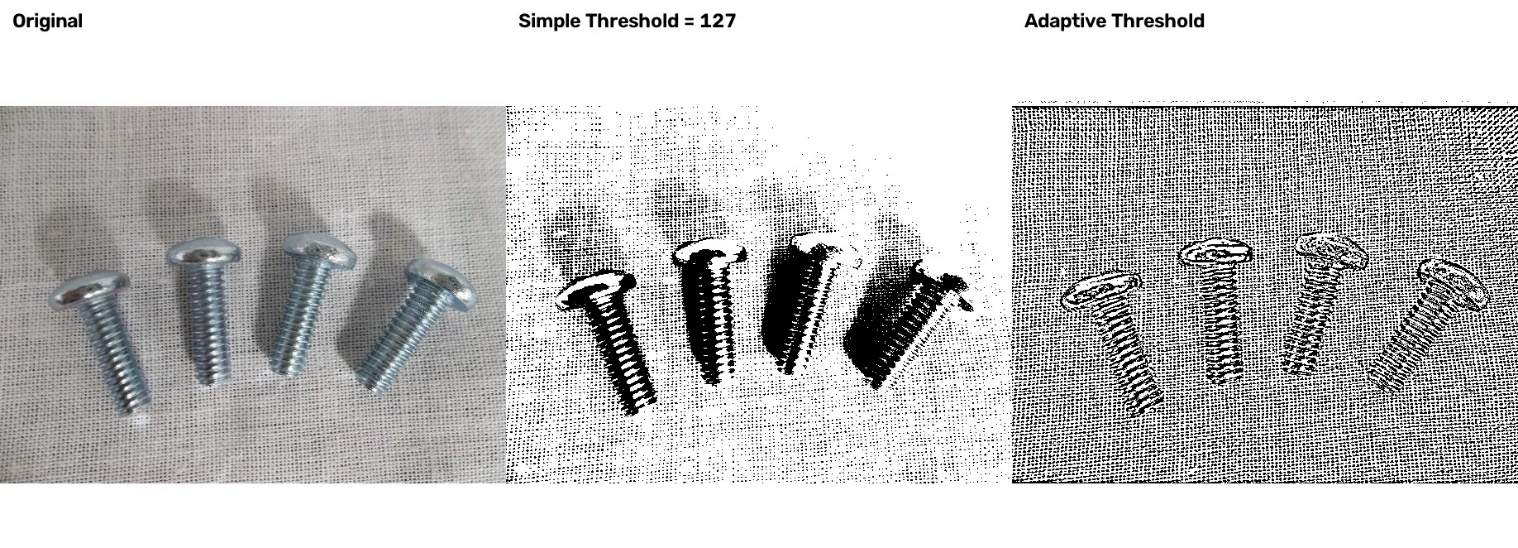 Original
Simple Threshold = 127
Adaptive Threshold